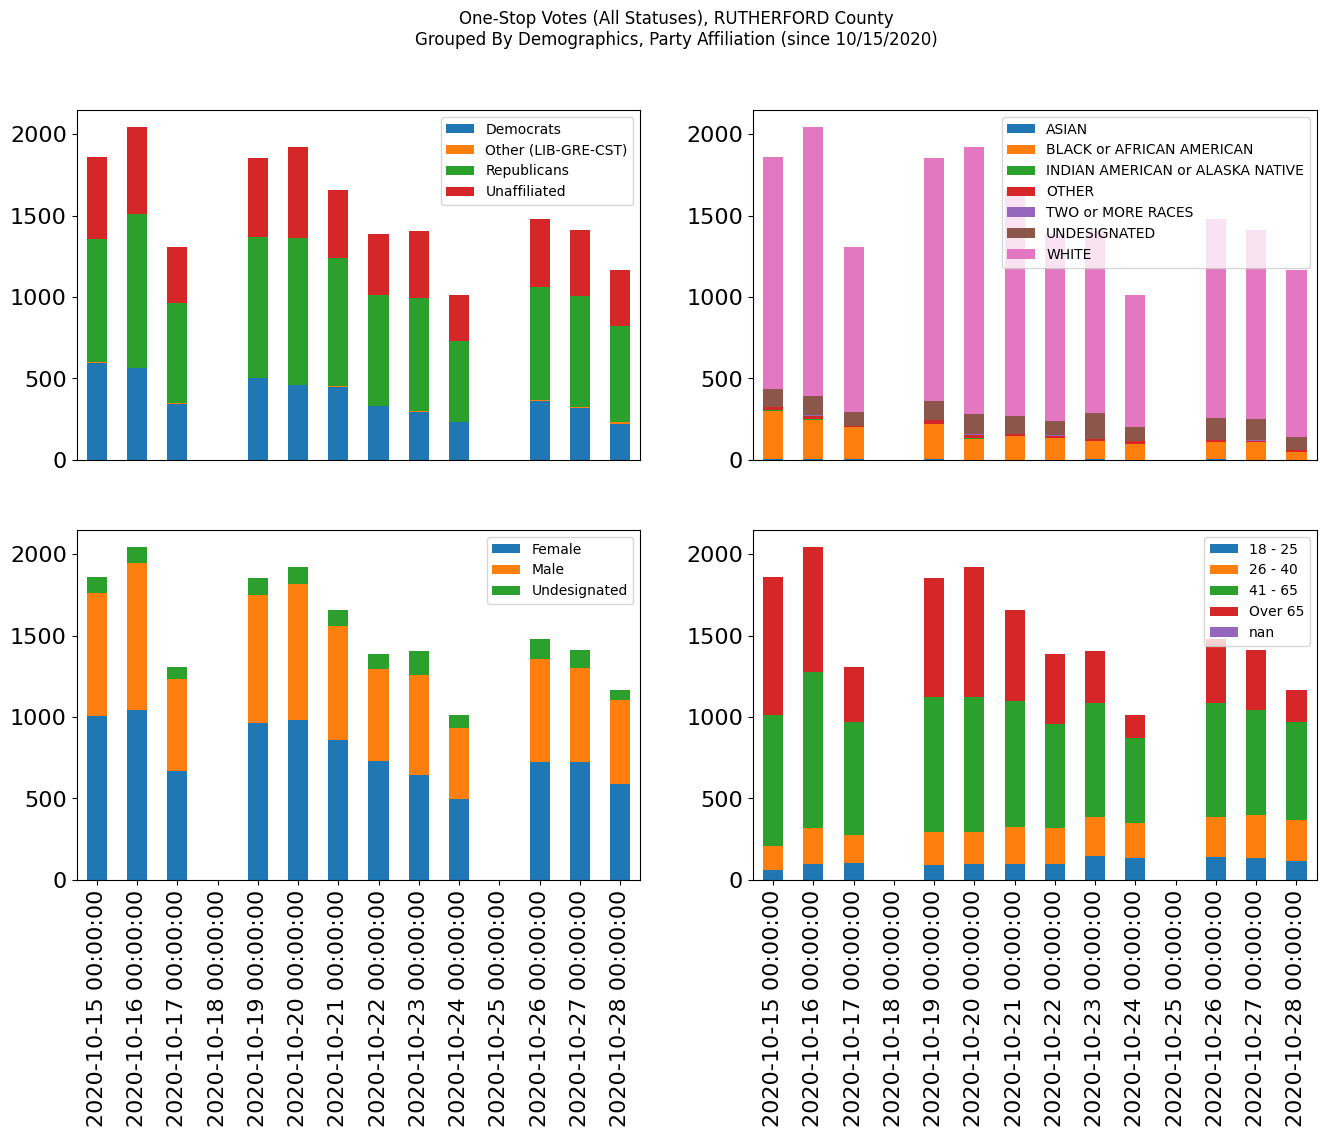 One-Stop Votes (All Statuses), RUTHERFORD County
Grouped By Demographics, Party Affiliation (since 10/15/2020)
2000
1500
1000
500
0
Democrats
Other (LIB-GRE-CST)
Republicans
Unaffiliated
2000
1500
1000
500
0
ASIAN
BLACK or AFRICAN AMERICAN
INDIAN AMERICAN or ALASKA NATIVE
OTHER
TWO or MORE RACES
UNDESIGNATED
WHITE
2000
1500
1000
500
0
Female
Male
Undesignated
2020-10-15 00:00:00
2020-10-16 00:00:00
2020-10-17 00:00:00
2020-10-18 00:00:00
2020-10-19 00:00:00
2020-10-20 00:00:00
2020-10-21 00:00:00
2020-10-22 00:00:00
2020-10-23 00:00:00
2020-10-24 00:00:00
2020-10-25 00:00:00
2020-10-26 00:00:00
2020-10-27 00:00:00
2020-10-28 00:00:00
2000
1500
1000
500
0
18 - 25
26 - 40
41 - 65
Over 65
nan
2020-10-15 00:00:00
2020-10-16 00:00:00
2020-10-17 00:00:00
2020-10-18 00:00:00
2020-10-19 00:00:00
2020-10-20 00:00:00
2020-10-21 00:00:00
2020-10-22 00:00:00
2020-10-23 00:00:00
2020-10-24 00:00:00
2020-10-25 00:00:00
2020-10-26 00:00:00
2020-10-27 00:00:00
2020-10-28 00:00:00